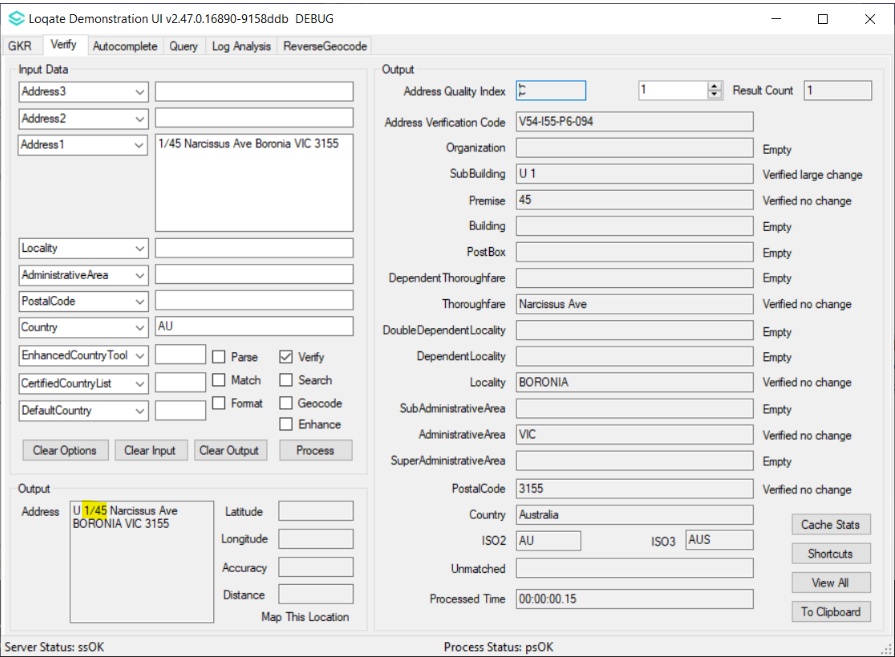 Loqate Demonstration UI v2.47.0.16890-9158ddb DEBUG
GKR Verify Autocomplete Query Log Analysis ReverseGeocode
Input Data
Address3
Address2
Address1 1/45 Narcissus Ave Boronia VIC 3155
Locality
AdministrativeArea
PostalCode
Country AU
EnhancedCountryTool Parse Verify
CertifiedCountryList Match Search
DefaultCountry Format Geocode
Enhance
Clear Options Clear Input Clear Output Process
Output
Address U 1/45 Narcissus Ave
BORONIA VIC 3155
Latitude
Longitude
Accuracy
Distance
Map This Location
Output
Address Quality Index 1 Result Count 1
Address Verification Code V54-I55-P6-094
Organization Empty
SubBuilding U 1 Verified large change
Premise 45 Verified no change
Building Empty
PostBox Empty
DependentThoroughfare Empty
Thoroughfare Narcissus Ave Verified no change
DoubleDependentLocality Empty
DependentLocality Empty
Locality BORONIA Verified no change
SubAdministrativeArea Empty
AdministrativeArea VIC Verified no change
SuperAdministrativeArea Empty
PostalCode 3155 Verified no change
Country Australia
ISO2 AU ISO3 AUS
Unmatched
Processed Time 00:00:00.15
Cache Stats
Shortcuts
View All
To Clipboard
Server Status: ssOK Process Status: psOK